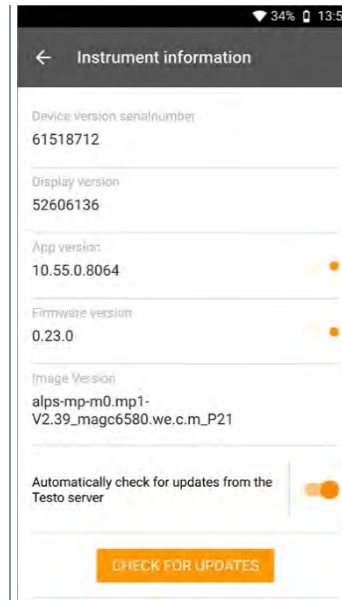 34% 13:5
Instrument information
Device version serialnumber
61518712
Display version
52606136
App version
10.55.0.8064
Firmware version
0.23.0
Image Version
alps-mp-m0.mp1-
V2.39_magc6580.we.c.m_P21
Automatically check for updates from the
Testo server
CHECK FOR UPDATES